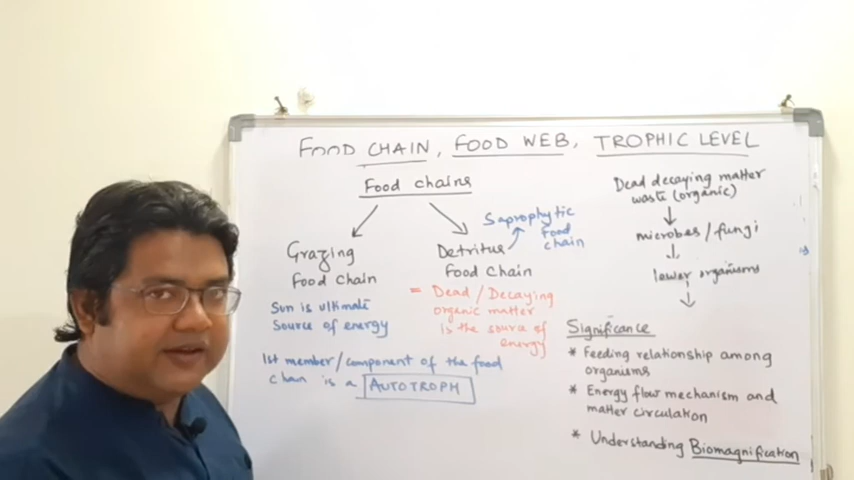 FOOD CHAIN, FOOD WEB, TROPHIC LEVEL
Food chains
Grazing
Food Chain
Sun is ultimate
Source of energy
Detritus
Food Chain
Saprophytic
Food
chain
= Dead / Decaying
organic matter
is the source of
energy
1st member/component of the food
chain is a AUTOTROPH
Dead decaying matter
waste (organic)
microbes/fungi
lower organisms
Significance
* Feeding relationship among
organisms
* Energy flow mechanism and
matter circulation
* Understanding Biomagnification